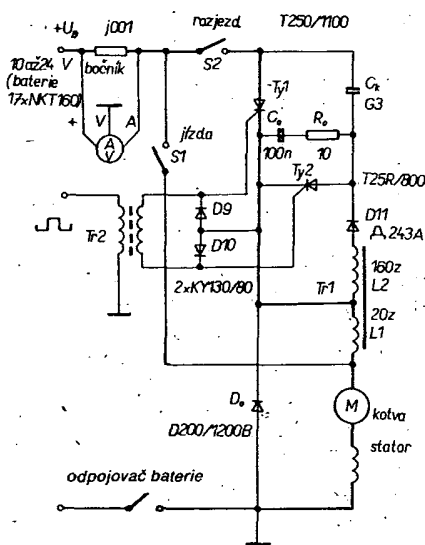 +U_B j001 rozjezd T250/1100
10 až 24 V bočník S2
(baterie
17xNKT160)
+ V A
A
V
jízda
S1
Ty1
C_k
G3
C_o R_o
100n 10
Ty2
T25R/800
D9
D10
D11
Д 243A
Tr2
2xKY130/80
Tr1
160z
L2
20z
L1
D_o
D200/1200B
M kotva
stator
odpojovač baterie